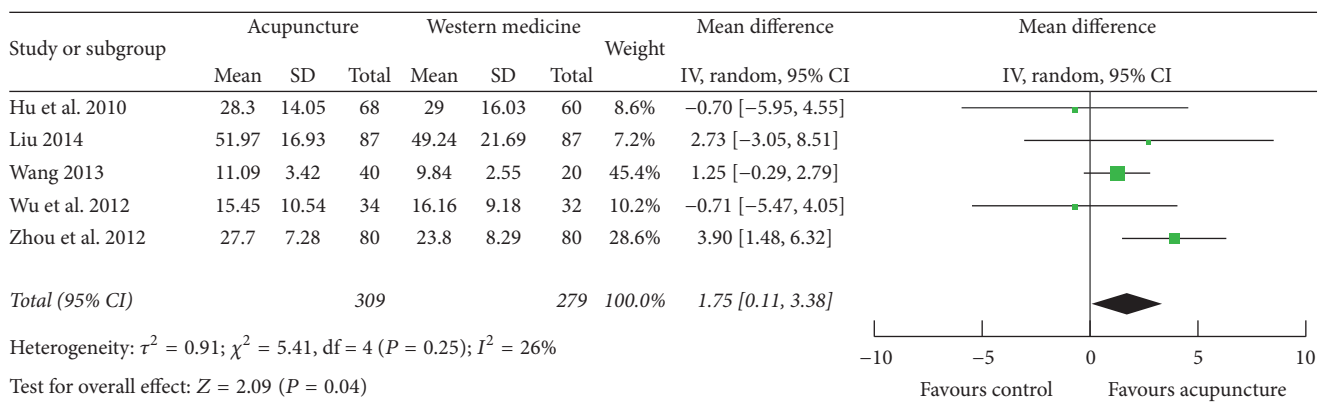 Study or subgroup Acupuncture Western medicine Weight Mean difference Mean difference
Mean SD Total Mean SD Total IV, random, 95% CI IV, random, 95% CI
Hu et al. 2010 28.3 14.05 68 29 16.03 60 8.6% −0.70 [−5.95, 4.55]
Liu 2014 51.97 16.93 87 49.24 21.69 87 7.2% 2.73 [−3.05, 8.51]
Wang 2013 11.09 3.42 40 9.84 2.55 20 45.4% 1.25 [−0.29, 2.79]
Wu et al. 2012 15.45 10.54 34 16.16 9.18 32 10.2% −0.71 [−5.47, 4.05]
Zhou et al. 2012 27.7 7.28 80 23.8 8.29 80 28.6% 3.90 [1.48, 6.32]
Total (95% CI) 309 279 100.0% 1.75 [0.11, 3.38]
Heterogeneity: τ² = 0.91; χ² = 5.41, df = 4 (P = 0.25); I² = 26%
Test for overall effect: Z = 2.09 (P = 0.04)
−10 −5 0 5 10
Favours control Favours acupuncture